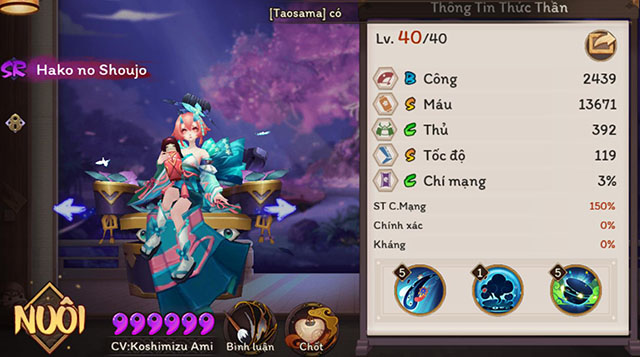 [Taosama] có
SR Hako no Shoujo
NUÔI
999999
CV:Koshimizu Ami
Bình luận
Chốt
Thông Tin Thức Thần
Lv. 40/40
B Công 2439
S Máu 13671
C Thủ 392
S Tốc độ 119
C Chí mạng 3%
ST C.Mạng 150%
Chính xác 0%
Kháng 0%
5 1 5